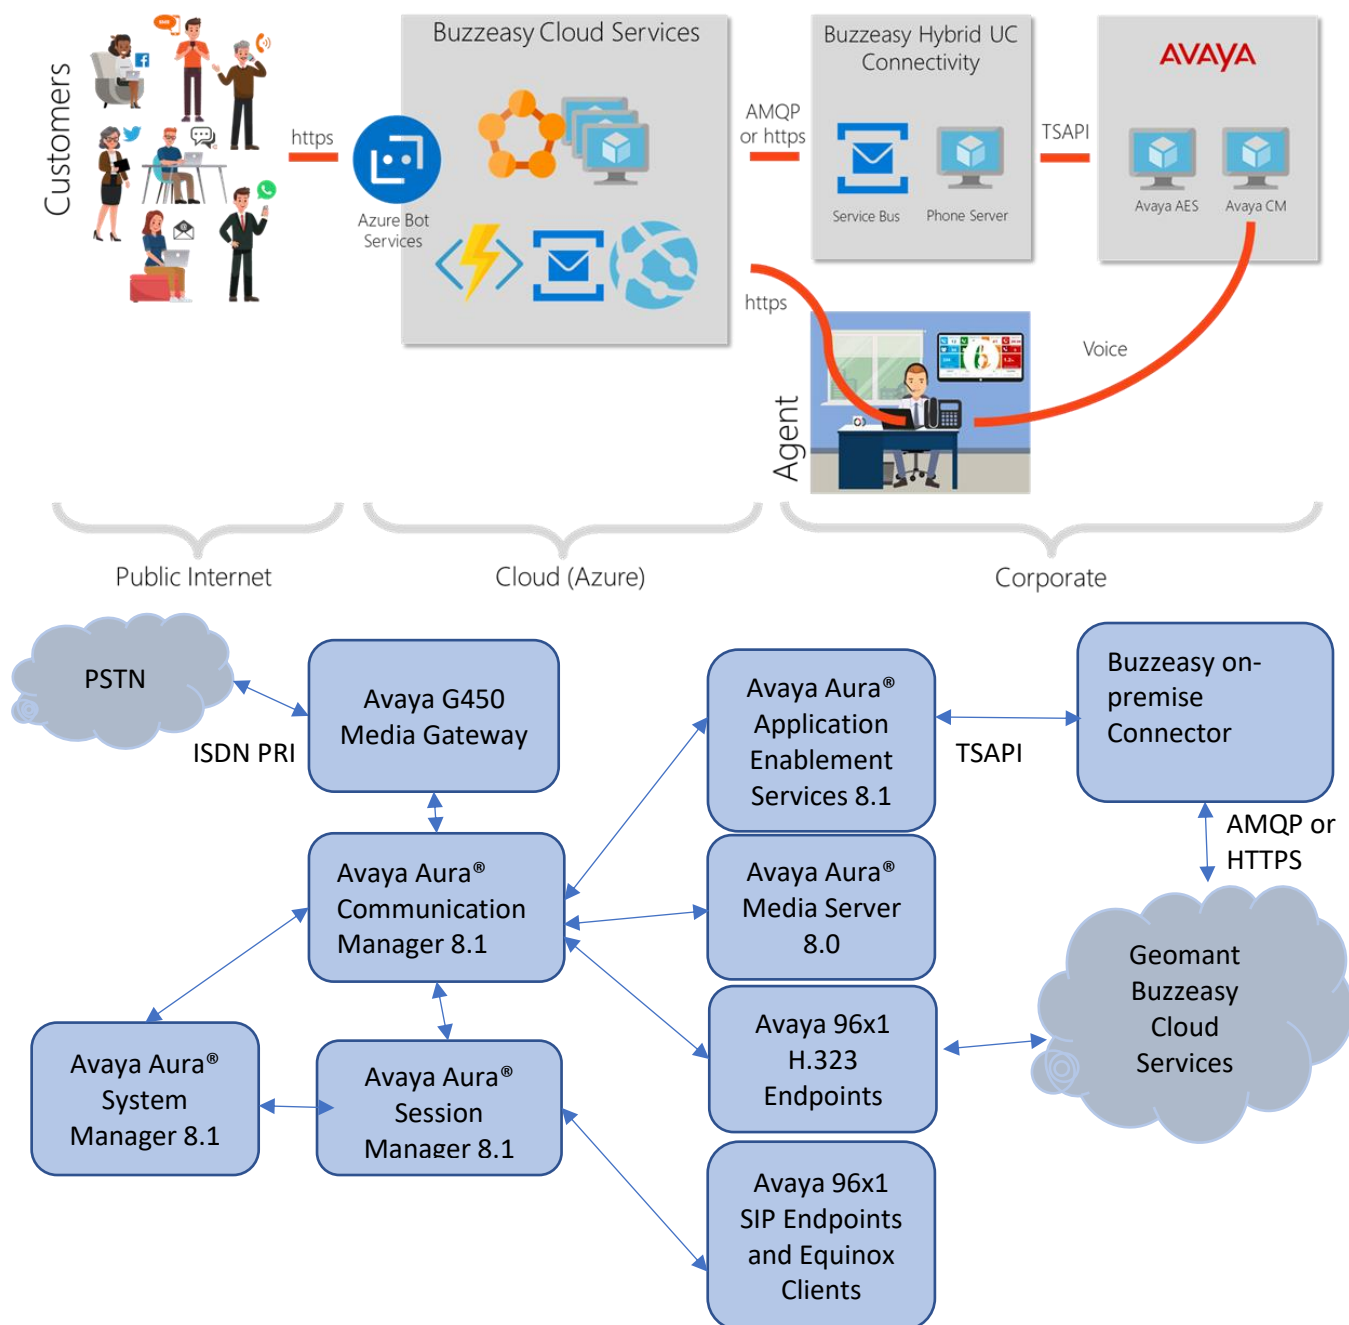 Customers
https
Buzzeasy Cloud Services
Azure Bot
Services
AMQP
or https
Buzzeasy Hybrid UC
Connectivity
Service Bus
Phone Server
TSAPI
AVAYA
Avaya AES
Avaya CM
https
Voice
Agent
Public Internet
Cloud (Azure)
Corporate
PSTN
ISDN PRI
Avaya G450
Media Gateway
Avaya Aura®
Application
Enablement
Services 8.1
TSAPI
Buzzeasy on-
premise
Connector
AMQP or
HTTPS
Avaya Aura®
Communication
Manager 8.1
Avaya Aura®
Media Server
8.0
Geomant
Buzzeasy
Cloud
Services
Avaya 96x1
H.323
Endpoints
Avaya Aura®
System
Manager 8.1
Avaya Aura®
Session
Manager 8.1
Avaya 96x1
SIP Endpoints
and Equinox
Clients